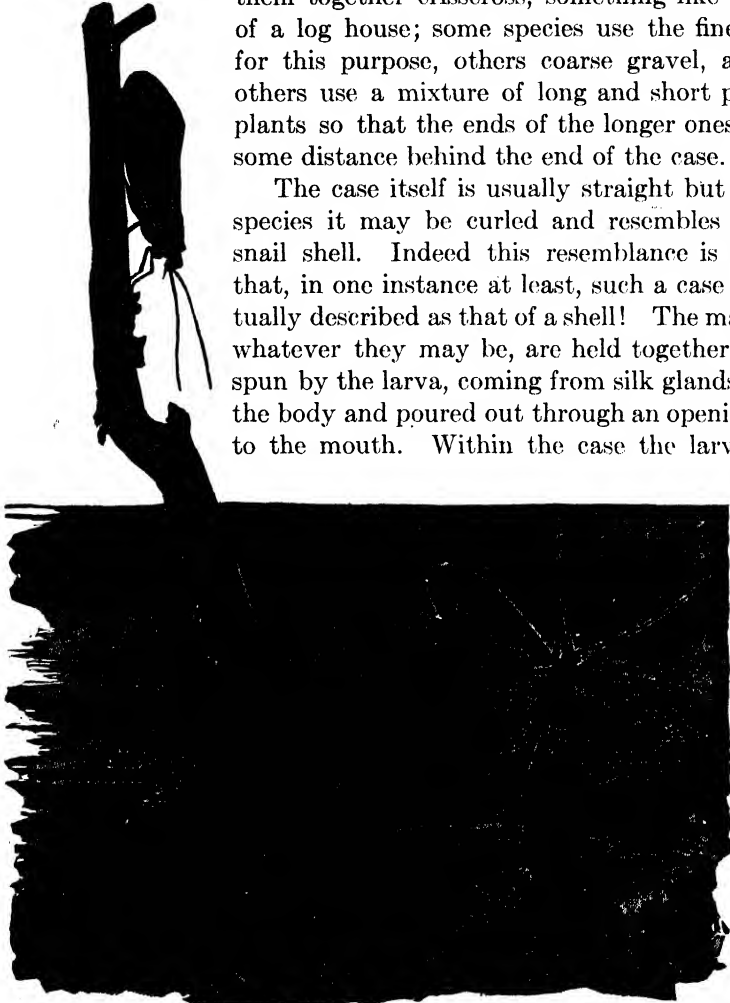 of a log house; some species use the fine
for this purpose, others coarse gravel, a
others use a mixture of long and short p
plants so that the ends of the longer ones
some distance behind the end of the case.
The case itself is usually straight but
species it may be curled and resembles
snail shell. Indeed this resemblance is
that, in one instance at least, such a case
tually described as that of a shell! The ma
whatever they may be, are held together
spun by the larva, coming from silk glands
the body and poured out through an openi
to the mouth. Within the case the larv